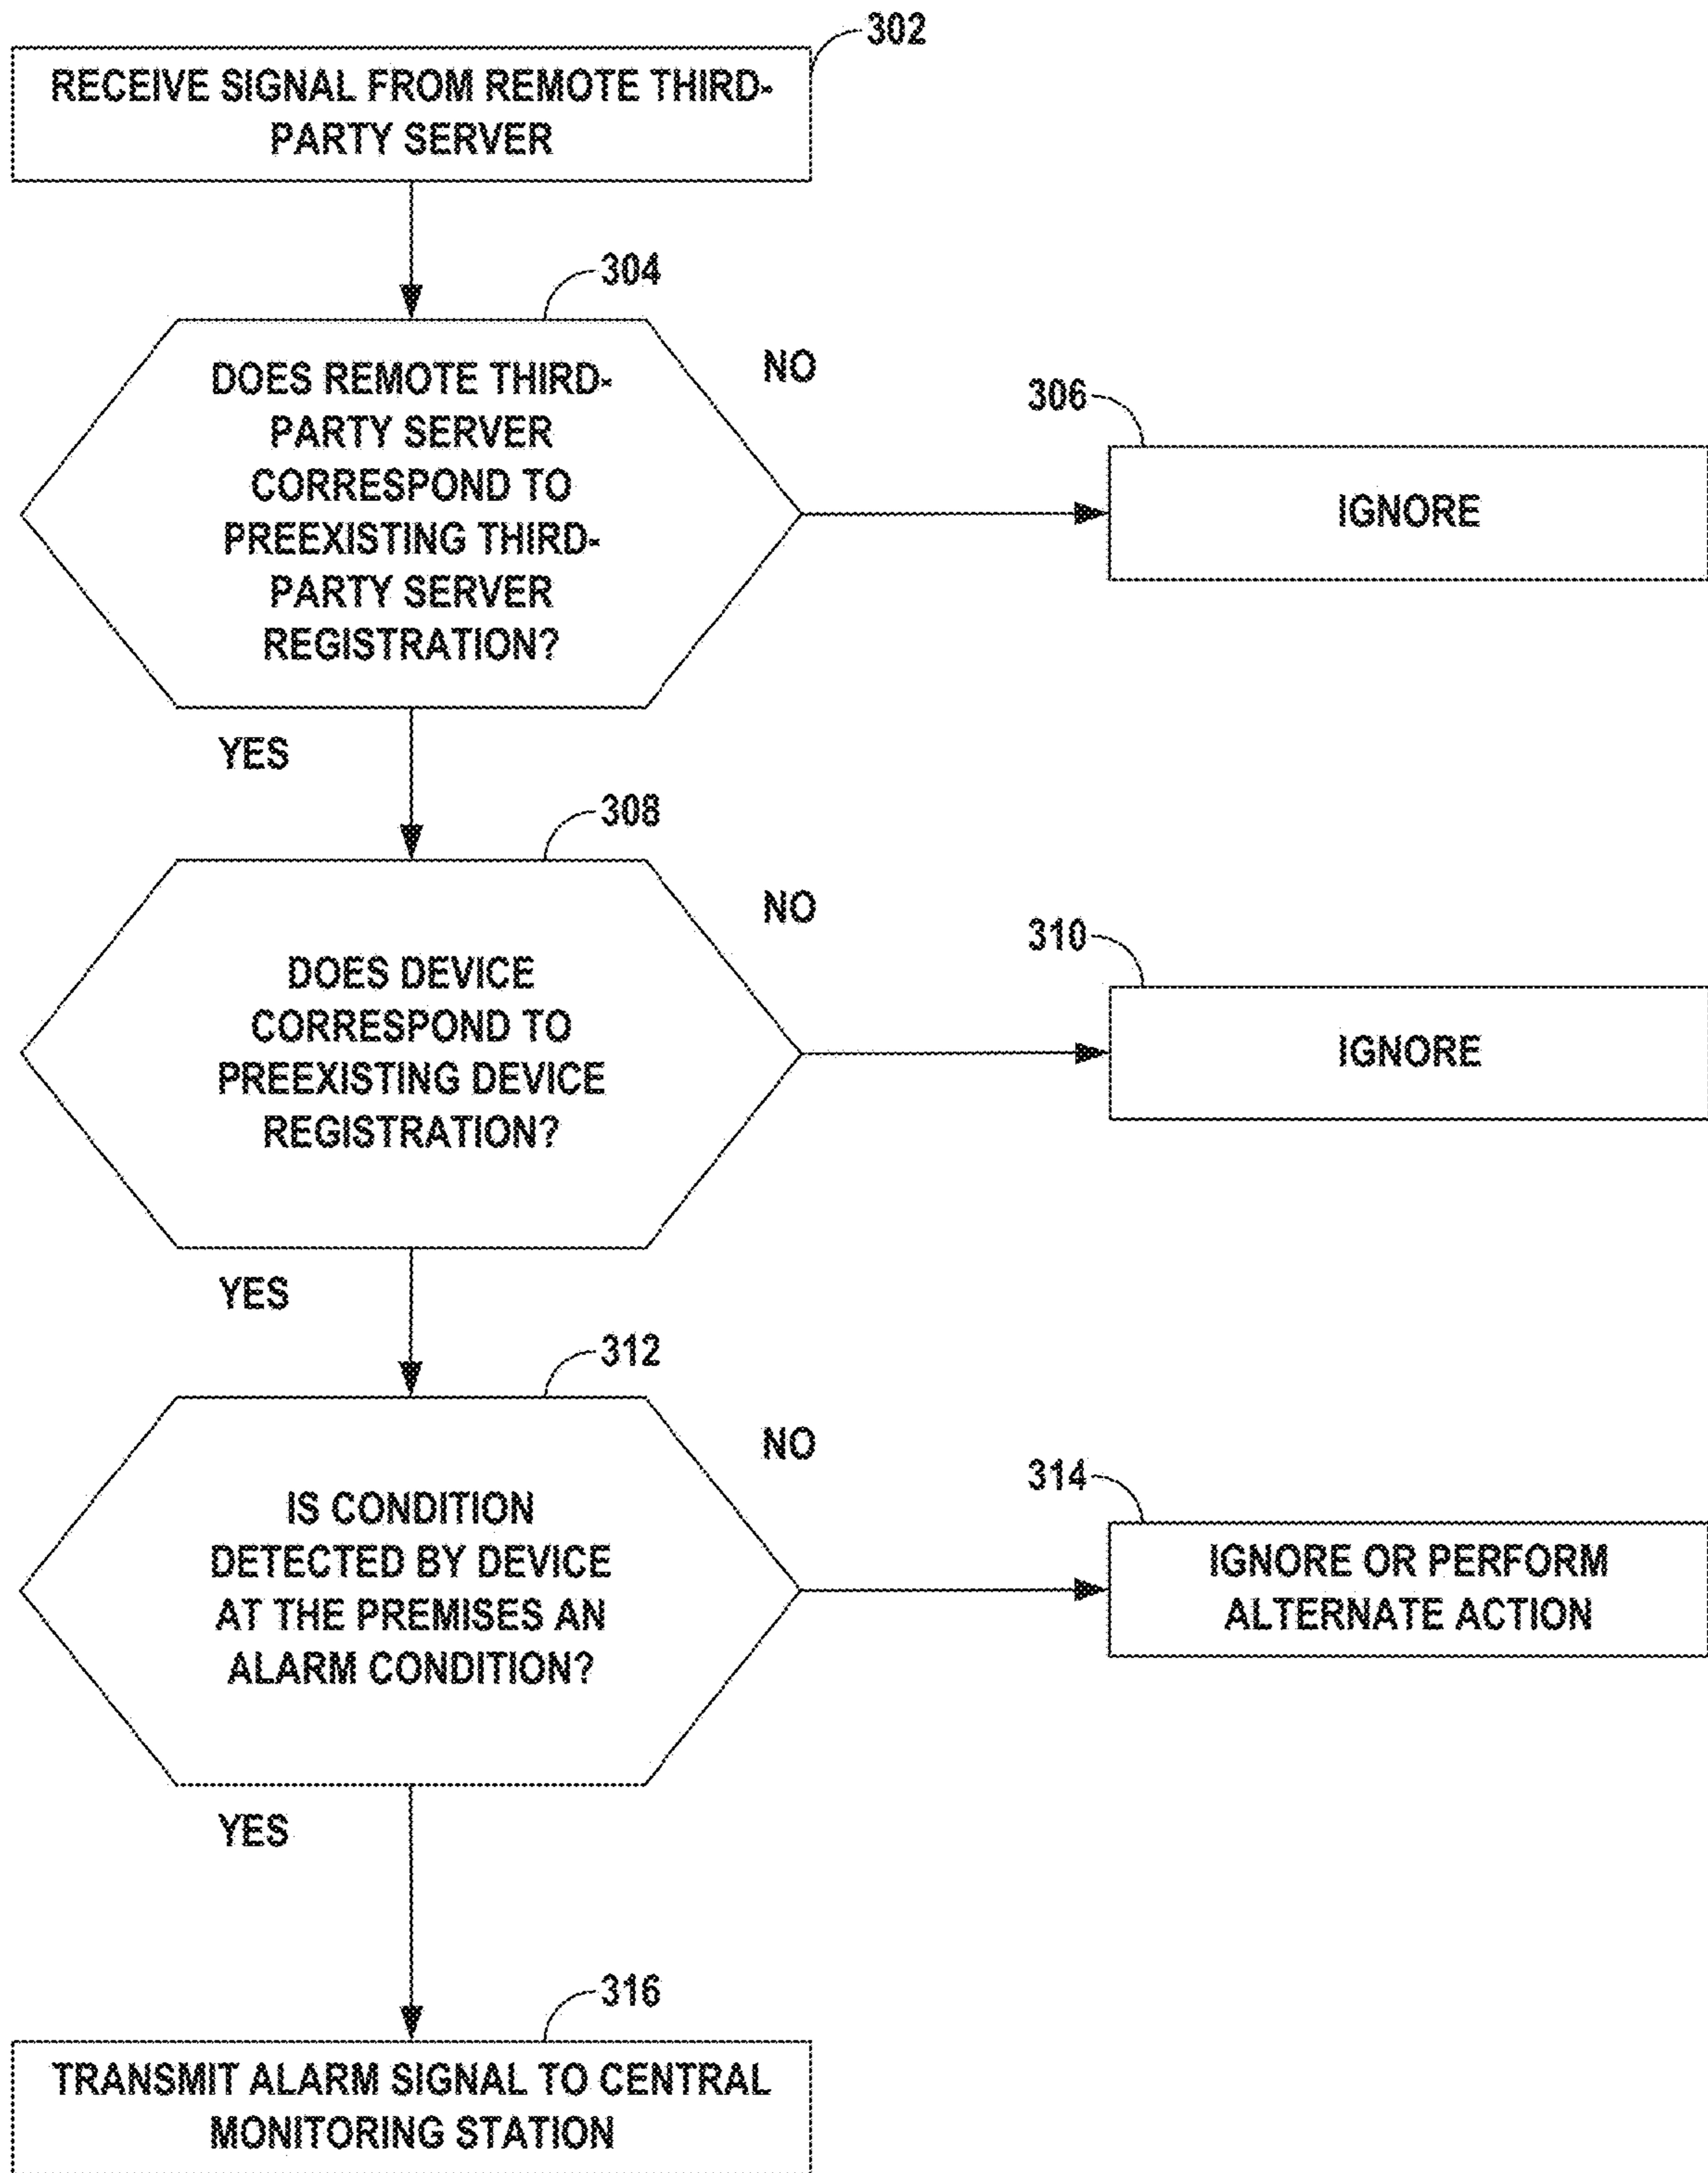 302
RECEIVE SIGNAL FROM REMOTE THIRD-
PARTY SERVER
304
DOES REMOTE THIRD-
PARTY SERVER
CORRESPOND TO
PREEXISTING THIRD-
PARTY SERVER
REGISTRATION?
NO
306
IGNORE
YES
308
DOES DEVICE
CORRESPOND TO
PREEXISTING DEVICE
REGISTRATION?
NO
310
IGNORE
YES
312
IS CONDITION
DETECTED BY DEVICE
AT THE PREMISES AN
ALARM CONDITION?
NO
314
IGNORE OR PERFORM
ALTERNATE ACTION
YES
316
TRANSMIT ALARM SIGNAL TO CENTRAL
MONITORING STATION